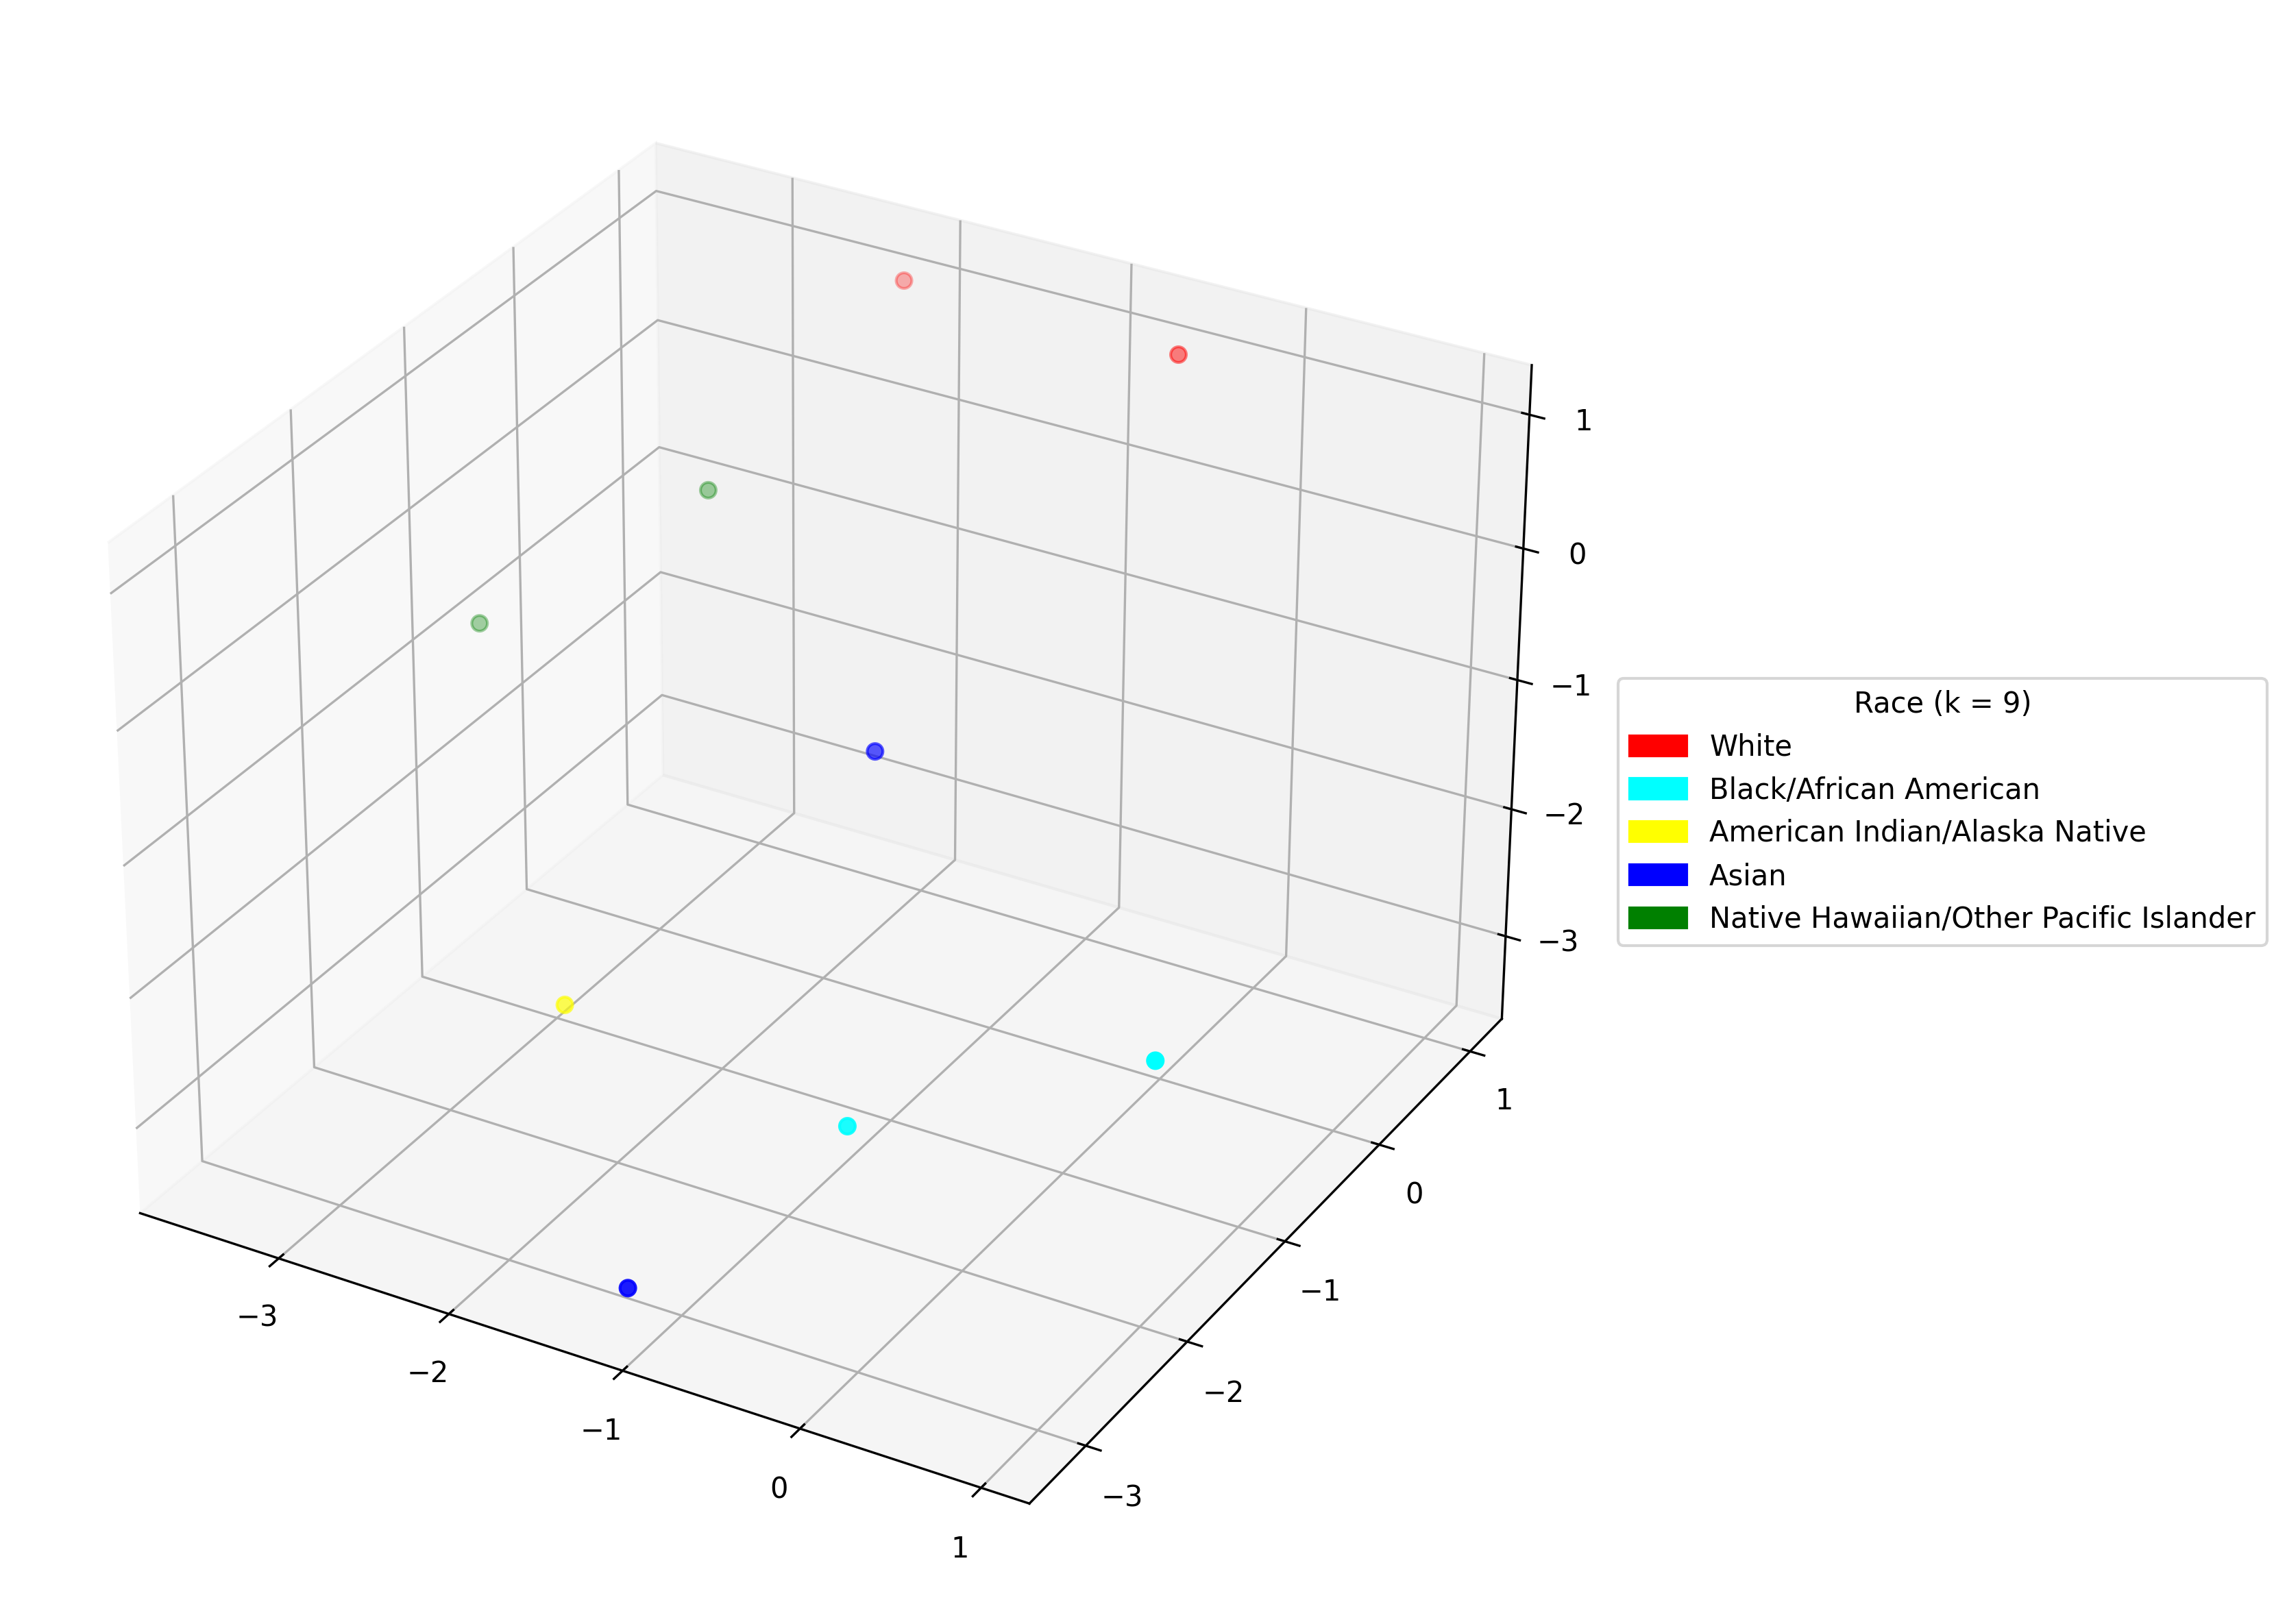 1
0
−1
−2
−3
1
0
−1
−2
−3
−3
−2
−1
0
1
Race (k = 9)
White
Black/African American
American Indian/Alaska Native
Asian
Native Hawaiian/Other Pacific Islander